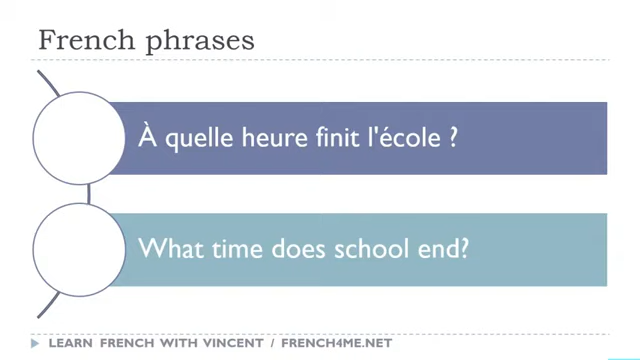 French phrases
À quelle heure finit l'école ?
What time does school end?
LEARN FRENCH WITH VINCENT / FRENCH4ME.NET